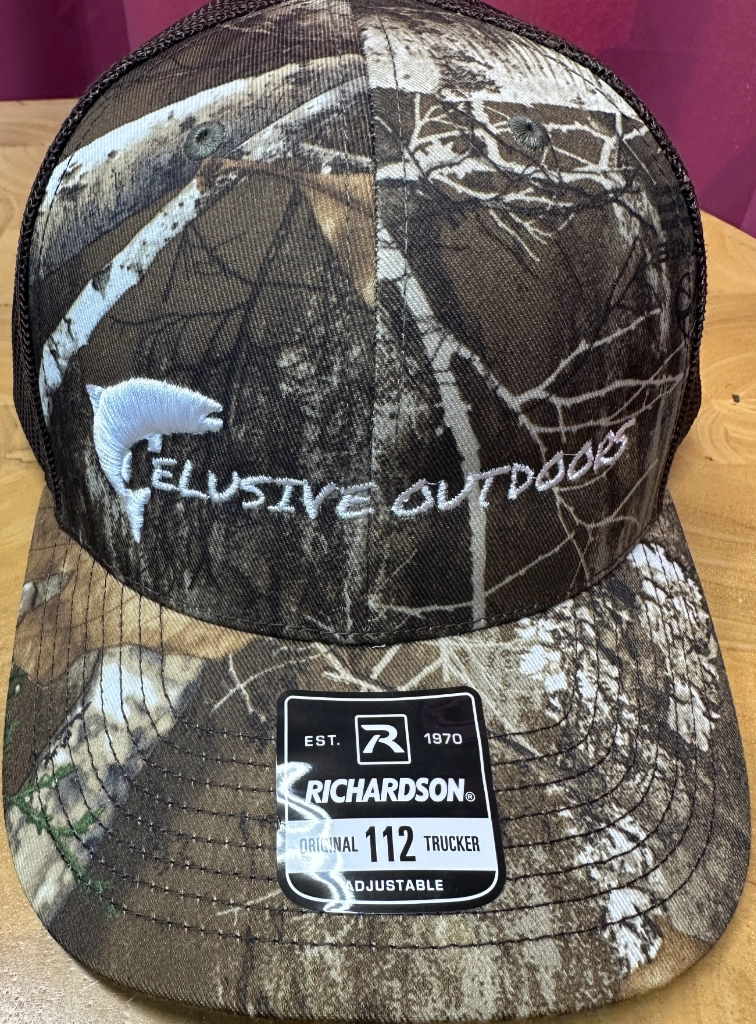 ELUSIVE OUTDOORS
EST. R 1970
RICHARDSON®
ORIGINAL 112 TRUCKER
ADJUSTABLE